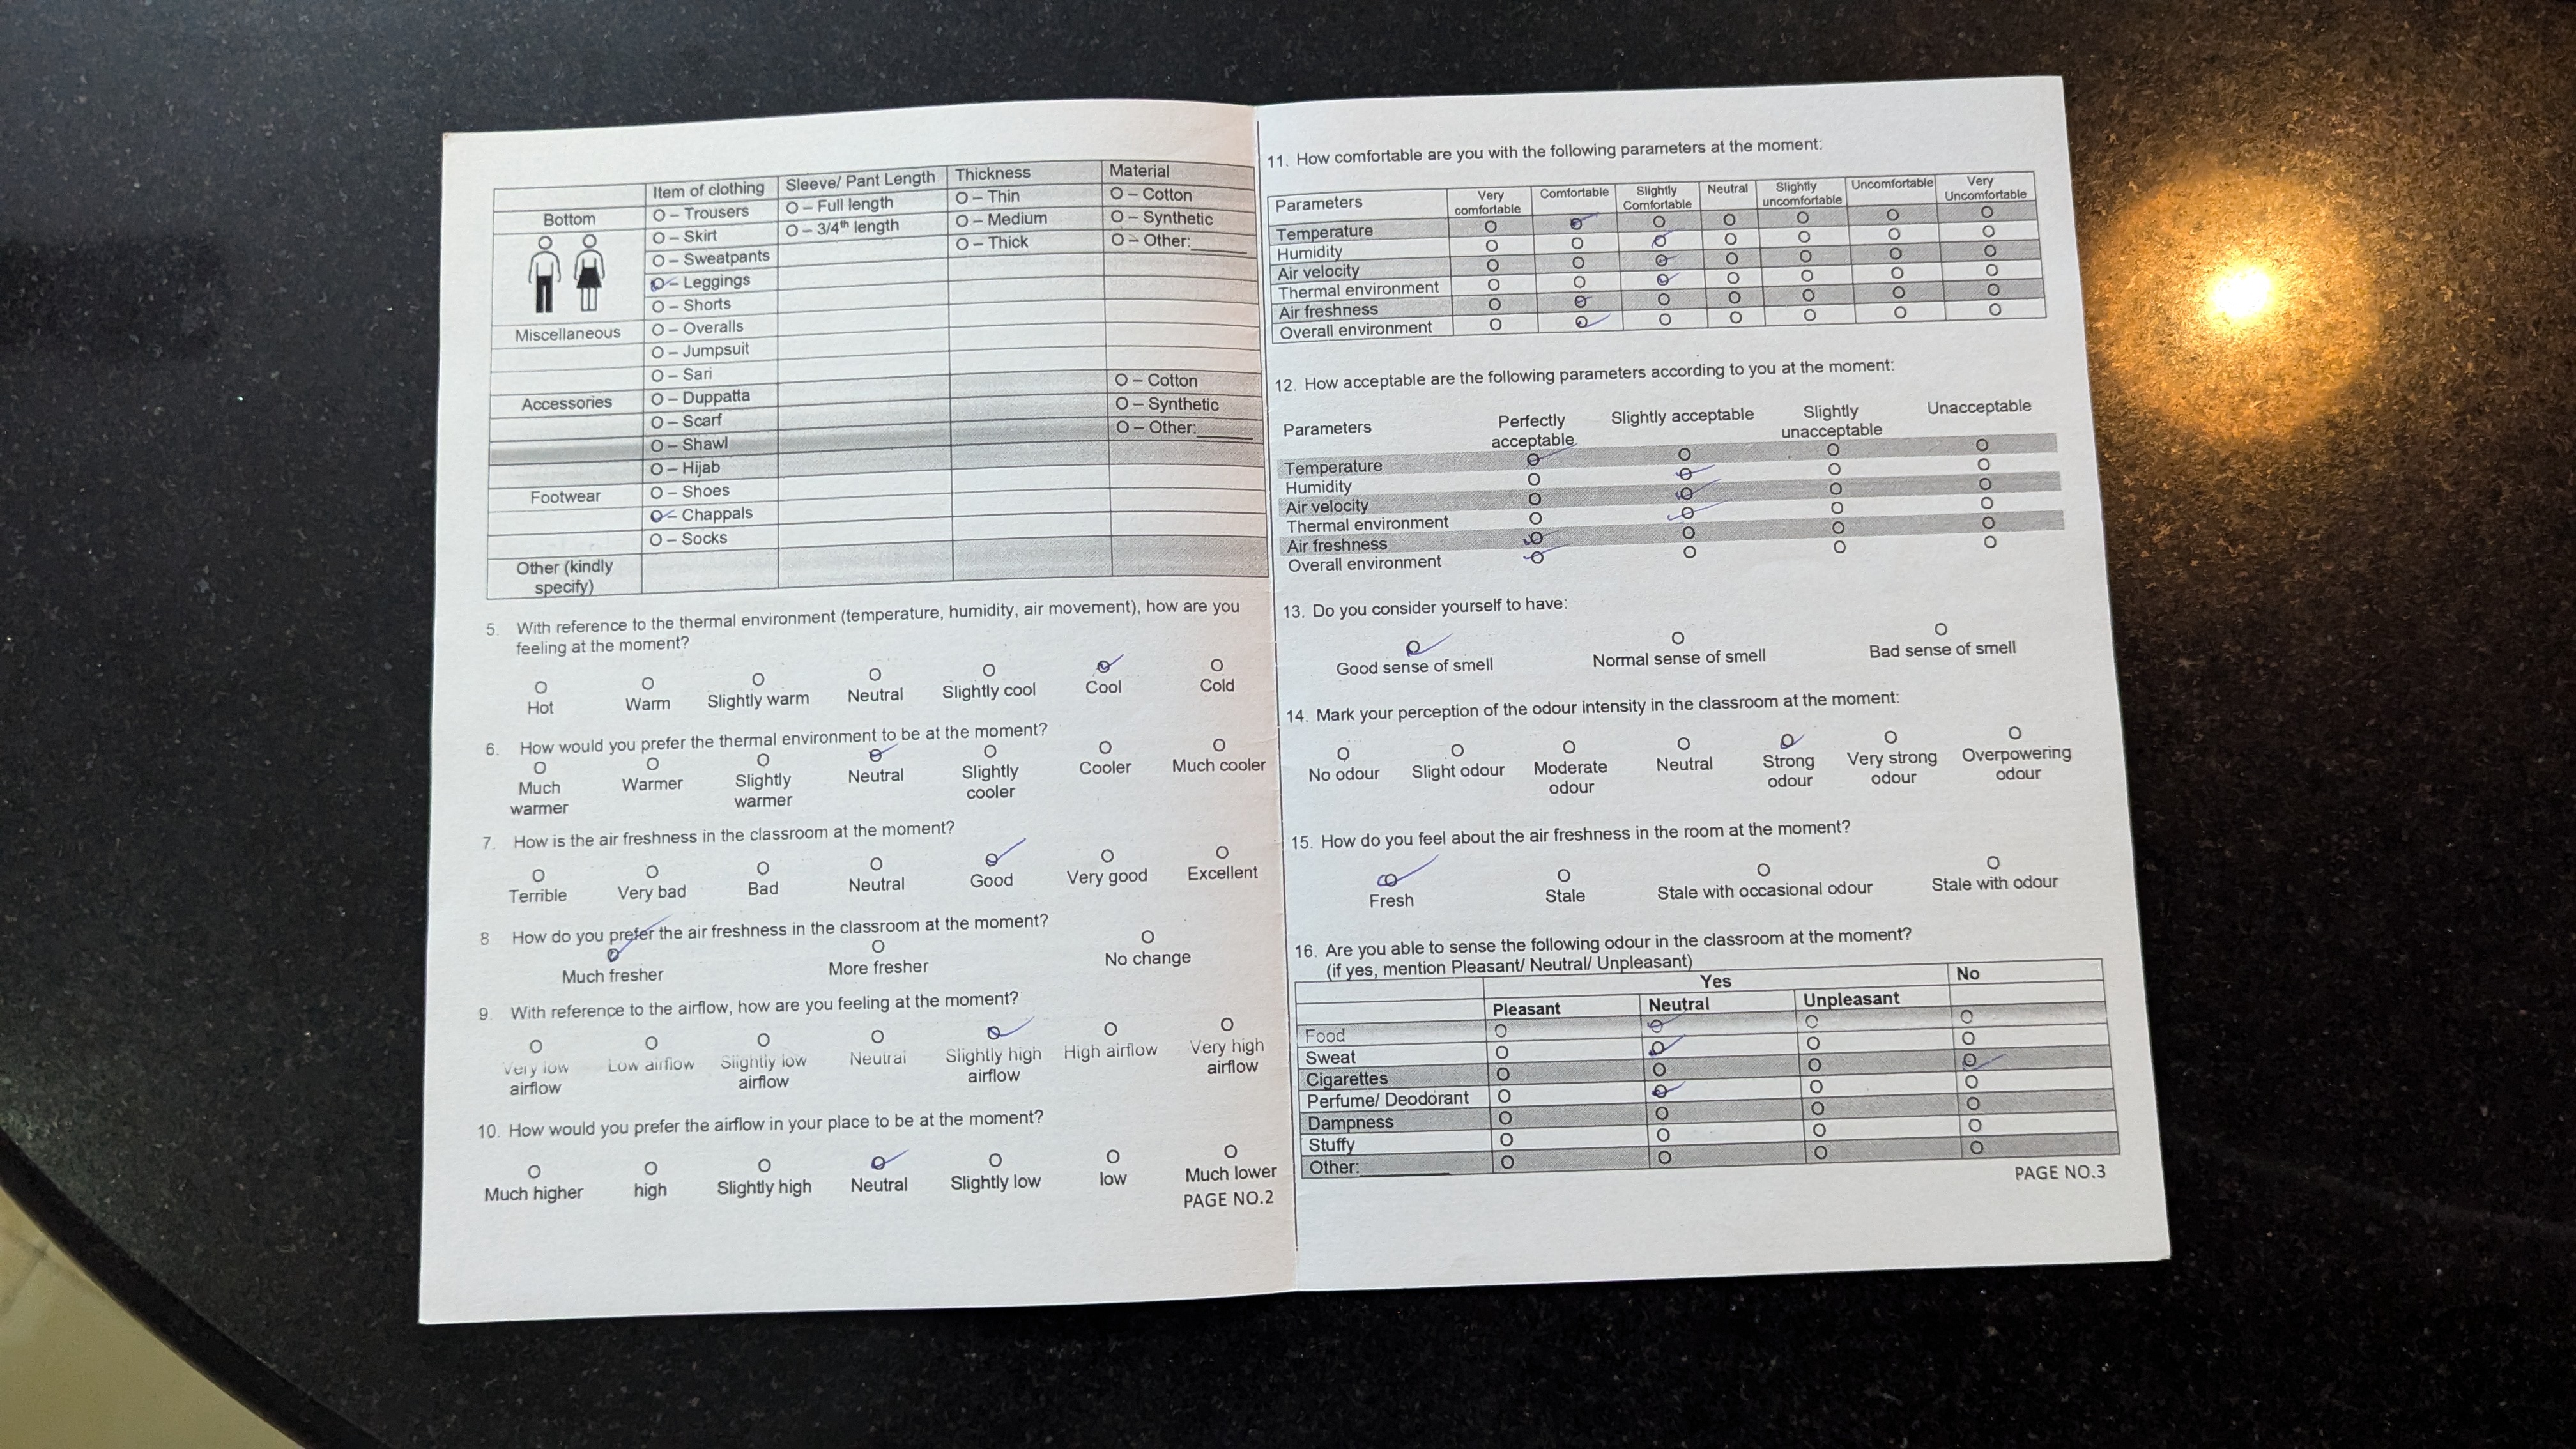 Item of clothing Sleeve/ Pant Length Thickness Material
Bottom O – Trousers O – Full length O – Thin O – Cotton
O – Skirt O – 3/4th length O – Medium O – Synthetic
O – Sweatpants O – Thick O – Other:______
O – Leggings
O – Shorts
Miscellaneous O – Overalls
O – Jumpsuit
O – Sari
Accessories O – Duppatta O – Cotton
O – Scarf O – Synthetic
O – Shawl O – Other:______
O – Hijab
Footwear O – Shoes
O – Chappals
O – Socks
Other (kindly
specify)
5. With reference to the thermal environment (temperature, humidity, air movement), how are you
feeling at the moment?
O O O O O O O
Hot Warm Slightly warm Neutral Slightly cool Cool Cold
6. How would you prefer the thermal environment to be at the moment?
O O O O O O O
Much Warmer Slightly Neutral Slightly Cooler Much cooler
warmer warmer cooler
7. How is the air freshness in the classroom at the moment?
O O O O O O O
Terrible Very bad Bad Neutral Good Very good Excellent
8 How do you prefer the air freshness in the classroom at the moment?
O O O
Much fresher More fresher No change
9. With reference to the airflow, how are you feeling at the moment?
O O O O O O O
Very low Low airflow Slightly low Neutral Slightly high High airflow Very high
airflow airflow airflow airflow
10. How would you prefer the airflow in your place to be at the moment?
O O O O O O O
Much higher high Slightly high Neutral Slightly low low Much lower
PAGE NO.2
11. How comfortable are you with the following parameters at the moment:
Parameters Very comfortable Comfortable Slightly Comfortable Neutral Slightly uncomfortable Uncomfortable Very Uncomfortable
Temperature O O O O O O O
Humidity O O O O O O O
Air velocity O O O O O O O
Thermal environment O O O O O O O
Air freshness O O O O O O O
Overall environment O O O O O O O
12. How acceptable are the following parameters according to you at the moment:
Parameters Perfectly acceptable Slightly acceptable Slightly unacceptable Unacceptable
Temperature O O O O
Humidity O O O O
Air velocity O O O O
Thermal environment O O O O
Air freshness O O O O
Overall environment O O O O
13. Do you consider yourself to have:
O O O
Good sense of smell Normal sense of smell Bad sense of smell
14. Mark your perception of the odour intensity in the classroom at the moment:
O O O O O O O
No odour Slight odour Moderate Neutral Strong Very strong Overpowering
odour odour odour odour
15. How do you feel about the air freshness in the room at the moment?
O O O O
Fresh Stale Stale with occasional odour Stale with odour
16. Are you able to sense the following odour in the classroom at the moment?
(if yes, mention Pleasant/ Neutral/ Unpleasant)
Yes No
Pleasant Neutral Unpleasant
Food O O O O
Sweat O O O O
Cigarettes O O O O
Perfume/ Deodorant O O O O
Dampness O O O O
Stuffy O O O O
Other:__________ O O O O
PAGE NO.3